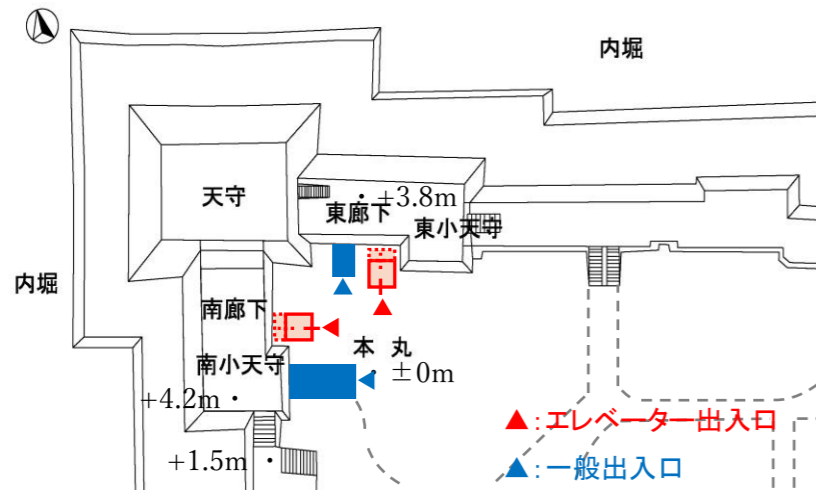 内堀
天守
+3.8m
東廊下
東小天守
内堀
南廊下
本 丸
±0m
南小天守
+4.2m
▲:エレベーター出入口
+1.5m
▲:一般出入口